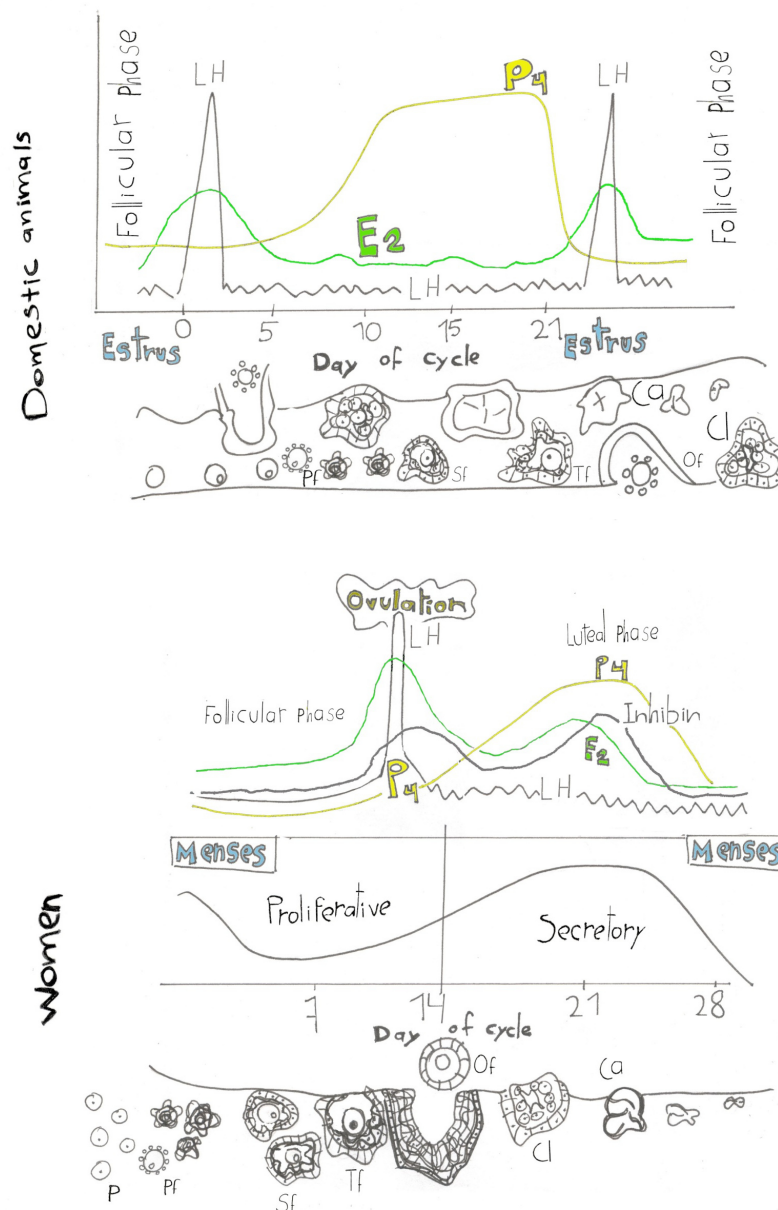 Domestic animals
Follicular Phase
LH
P4
LH
Follicular Phase
E2
LH
Estrus
0
5
10
15
21
Estrus
Day of cycle
Ca
Cl
Pf
Sf
Tf
Of
Women
Ovulation
LH
Luteal Phase
P4
Follicular Phase
Inhibin
E2
P4
LH
Menses
Menses
Proliferative
Secretory
7
14
21
28
Day of cycle
Of
Ca
Cl
P
Pf
Sf
Tf